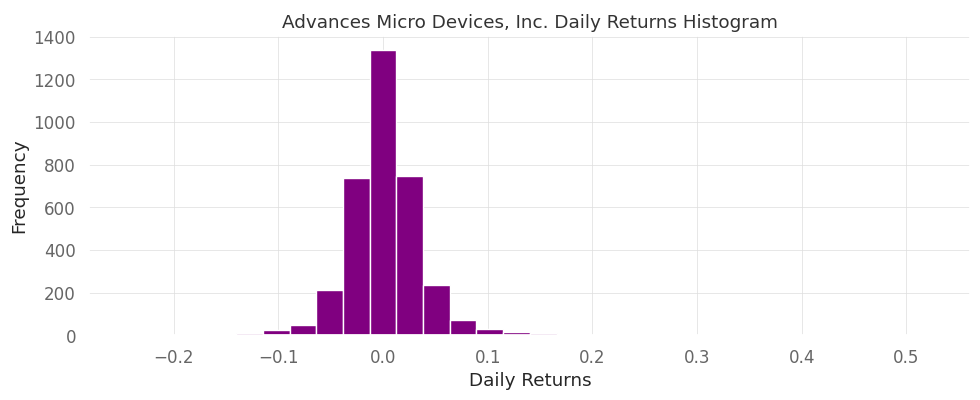 Advances Micro Devices, Inc. Daily Returns Histogram
1400
1200
1000
800
600
400
200
0
Frequency
−0.2 −0.1 0.0 0.1 0.2 0.3 0.4 0.5
Daily Returns